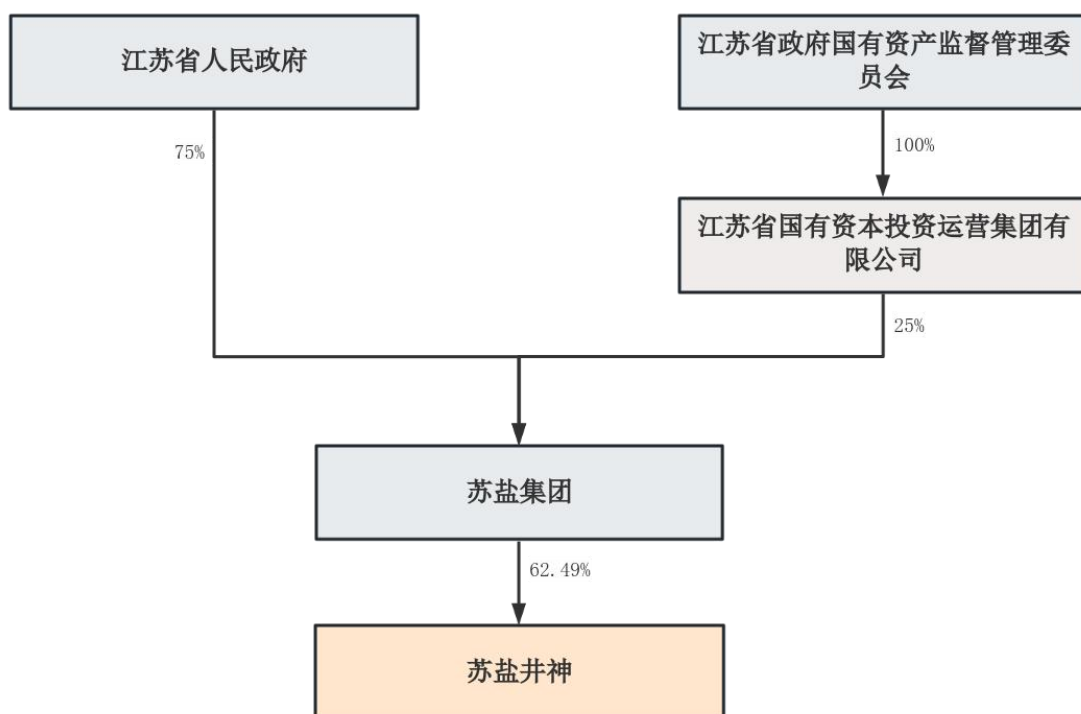 江苏省人民政府
江苏省政府国有资产监督管理委
员会
75%
100%
江苏省国有资本投资运营集团有
限公司
25%
苏盐集团
62.49%
苏盐井神